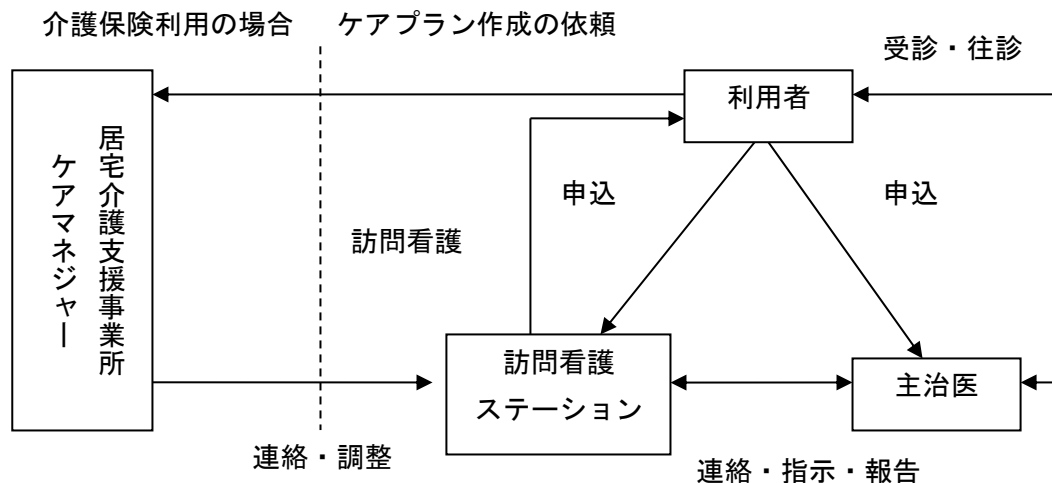 介護保険利用の場合
ケアプラン作成の依頼
受診・往診
利用者
居宅介護支援事業所
ケアマネジャー
申込
申込
訪問看護
訪問看護
ステーション
主治医
連絡・調整
連絡・指示・報告